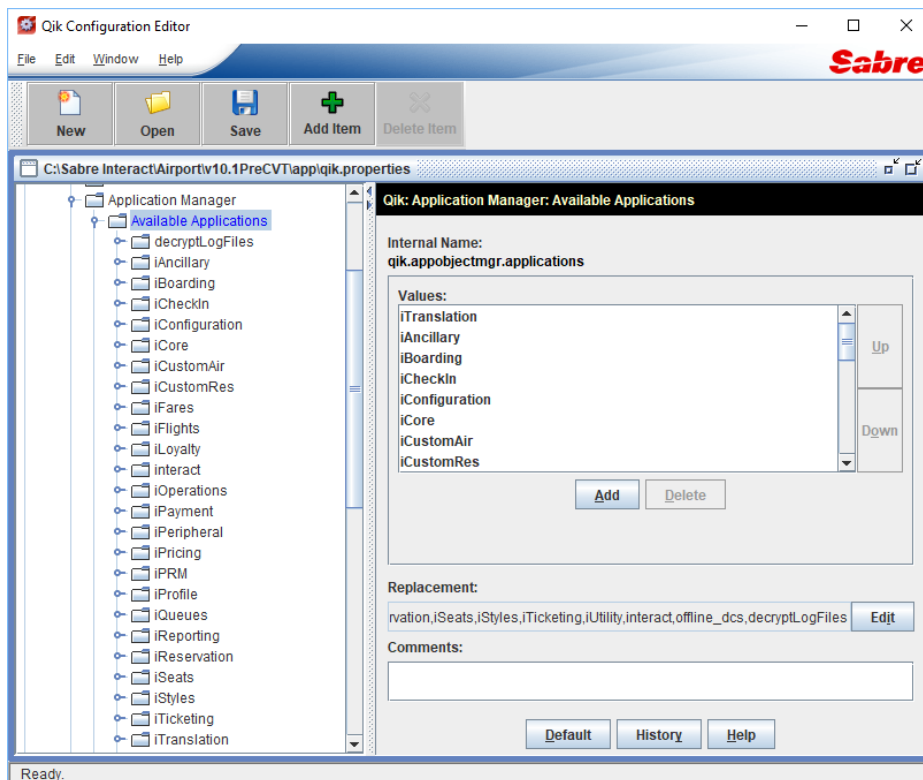 Qik Configuration Editor
File Edit Window Help
Sabre
New Open Save Add Item Delete Item
C:\Sabre Interact\Airport\v10.1PreCVT\app\qik.properties
Application Manager
Available Applications
decryptLogFiles
iAncillary
iBoarding
iCheckIn
iConfiguration
iCore
iCustomAir
iCustomRes
iFares
iFlights
iLoyalty
interact
iOperations
iPayment
iPeripheral
iPricing
iPRM
iProfile
iQueues
iReporting
iReservation
iSeats
iStyles
iTicketing
iTranslation
Qik: Application Manager: Available Applications
Internal Name:
qik.appobjectmgr.applications
Values:
iTranslation
iAncillary
iBoarding
iCheckIn
iConfiguration
iCore
iCustomAir
iCustomRes
Up
Down
Add Delete
Replacement:
rvation,iSeats,iStyles,iTicketing,iUtility,interact,offline_dcs,decryptLogFiles Edit
Comments:
Default History Help
Ready.